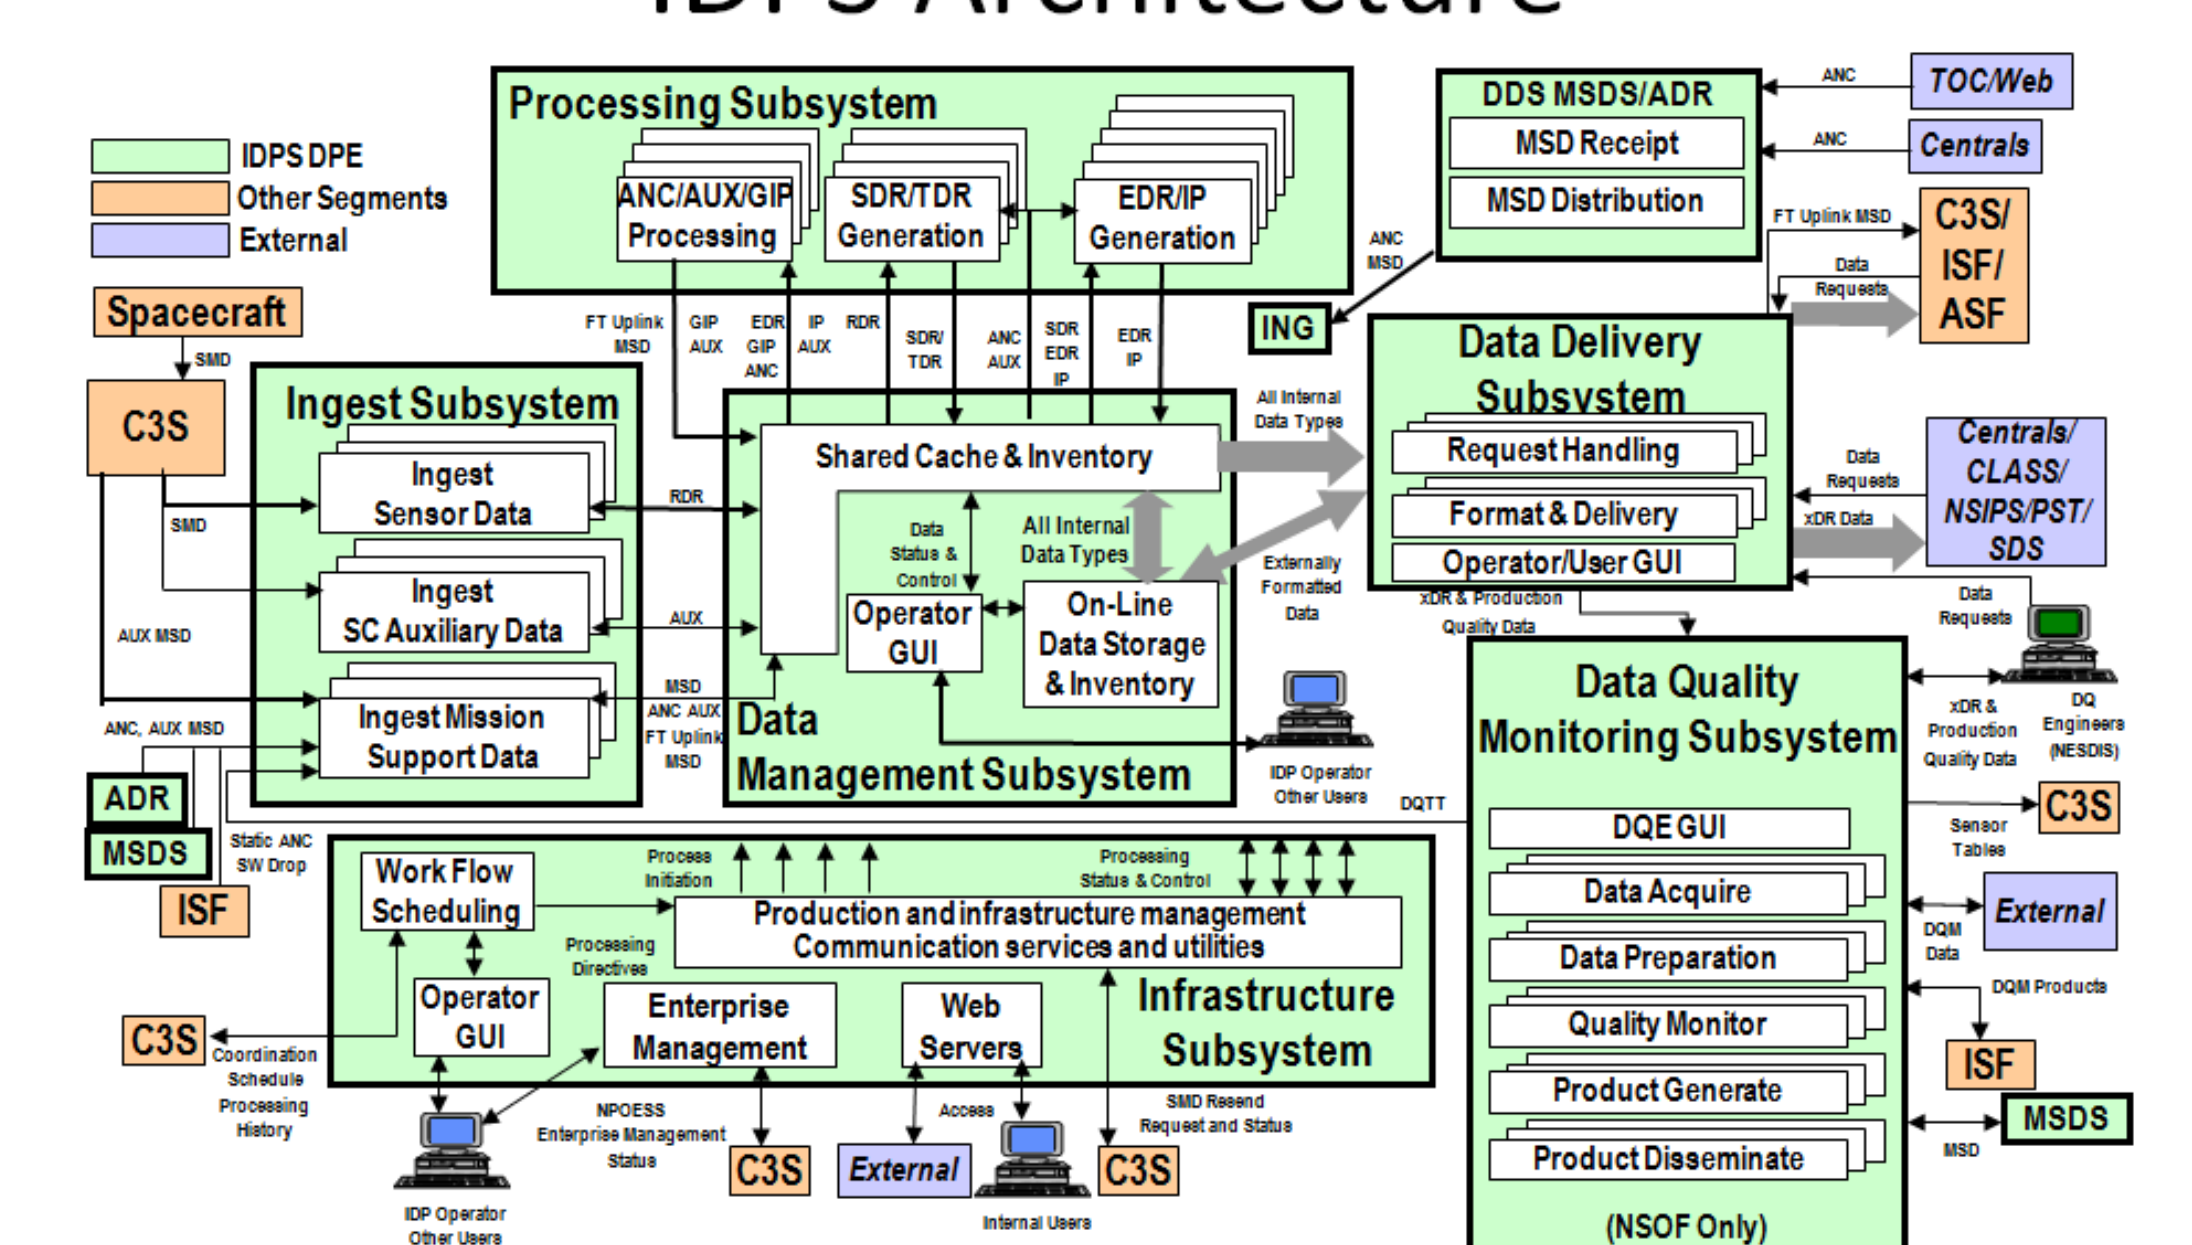 IDPS Architecture
IDPS DPE
Other Segments
External
Processing Subsystem
ANC/AUX/GIP
Processing
SDR/TDR
Generation
EDR/IP
Generation
DDS MSDS/ADR
MSD Receipt
MSD Distribution
TOC/Web
ANC
Centrals
ANC
C3S/
ISF/
ASF
FT Uplink MSD
Data
Requests
ANC
MSD
ING
Spacecraft
SMD
C3S
SMD
AUX MSD
Ingest Subsystem
Ingest
Sensor Data
Ingest
SC Auxiliary Data
Ingest Mission
Support Data
ANC, AUX MSD
ADR
MSDS
ISF
Static ANC
SW Drop
FT Uplink
MSD
GIP
AUX
EDR
GIP
ANC
IP
AUX
RDR
SDR/
TDR
ANC
AUX
SDR
EDR
IP
EDR
IP
RDR
AUX
MSD
ANC AUX
FT Uplink
MSD
Shared Cache & Inventory
Data
Status &
Control
All Internal
Data Types
Operator
GUI
On-Line
Data Storage
& Inventory
Data
Management Subsystem
All Internal
Data Types
Externally
Formatted
Data
IDP Operator
Other Users
Data Delivery
Subsystem
Request Handling
Format & Delivery
Operator/User GUI
Centrals/
CLASS/
NSIPS/PST/
SDS
Data
Requests
xDR Data
Data
Requests
xDR & Production
Quality Data
DQ
Engineers
(NESDIS)
xDR &
Production
Quality Data
Data Quality
Monitoring Subsystem
DQE GUI
Data Acquire
Data Preparation
Quality Monitor
Product Generate
Product Disseminate
(NSOF Only)
DQTT
C3S
Sensor
Tables
External
DQM
Data
DQM Products
ISF
MSDS
MSD
Work Flow
Scheduling
Process
Initiation
Processing
Status & Control
Production and infrastructure management
Communication services and utilities
Processing
Directives
Operator
GUI
Enterprise
Management
Web
Servers
Infrastructure
Subsystem
C3S
Coordination
Schedule
Processing
History
IDP Operator
Other Users
NPOESS
Enterprise Management
Status
C3S
Access
External
Internal Users
SMD Resend
Request and Status
C3S